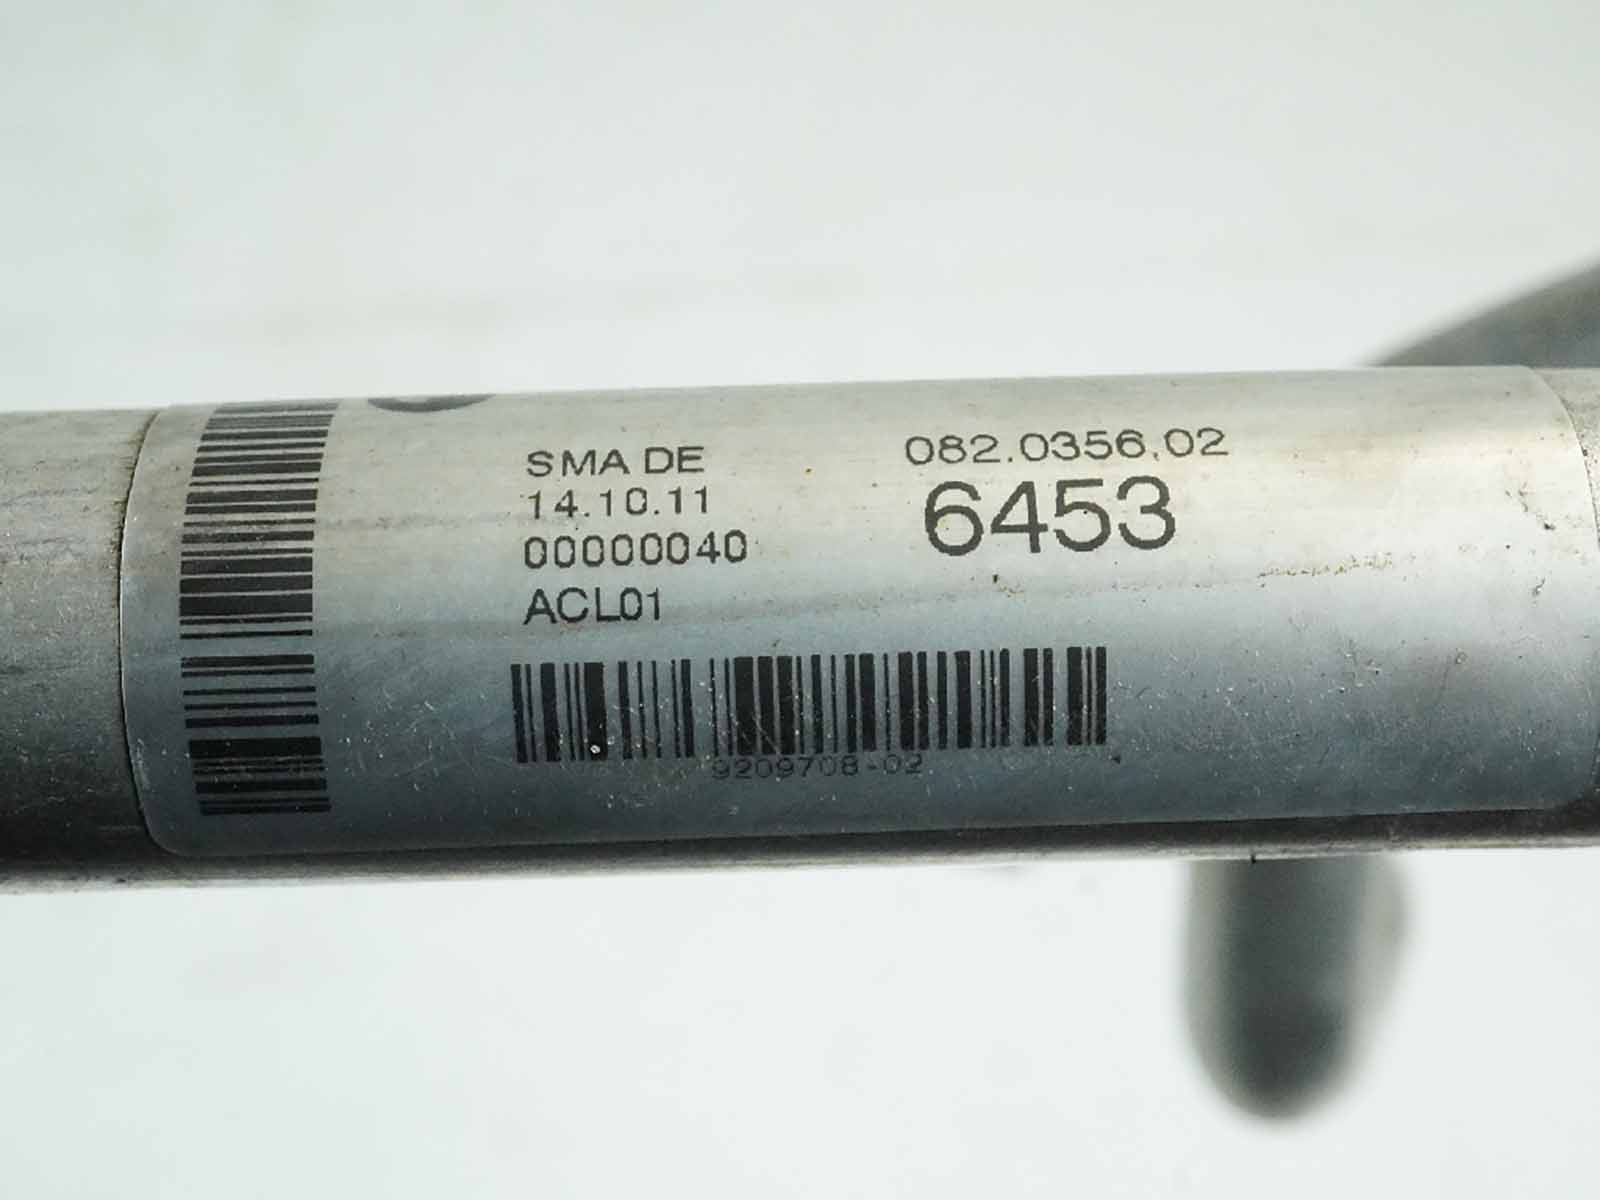 SMA DE
14.10.11
00000040
ACL01
082.0356.02
6453
9209708-02